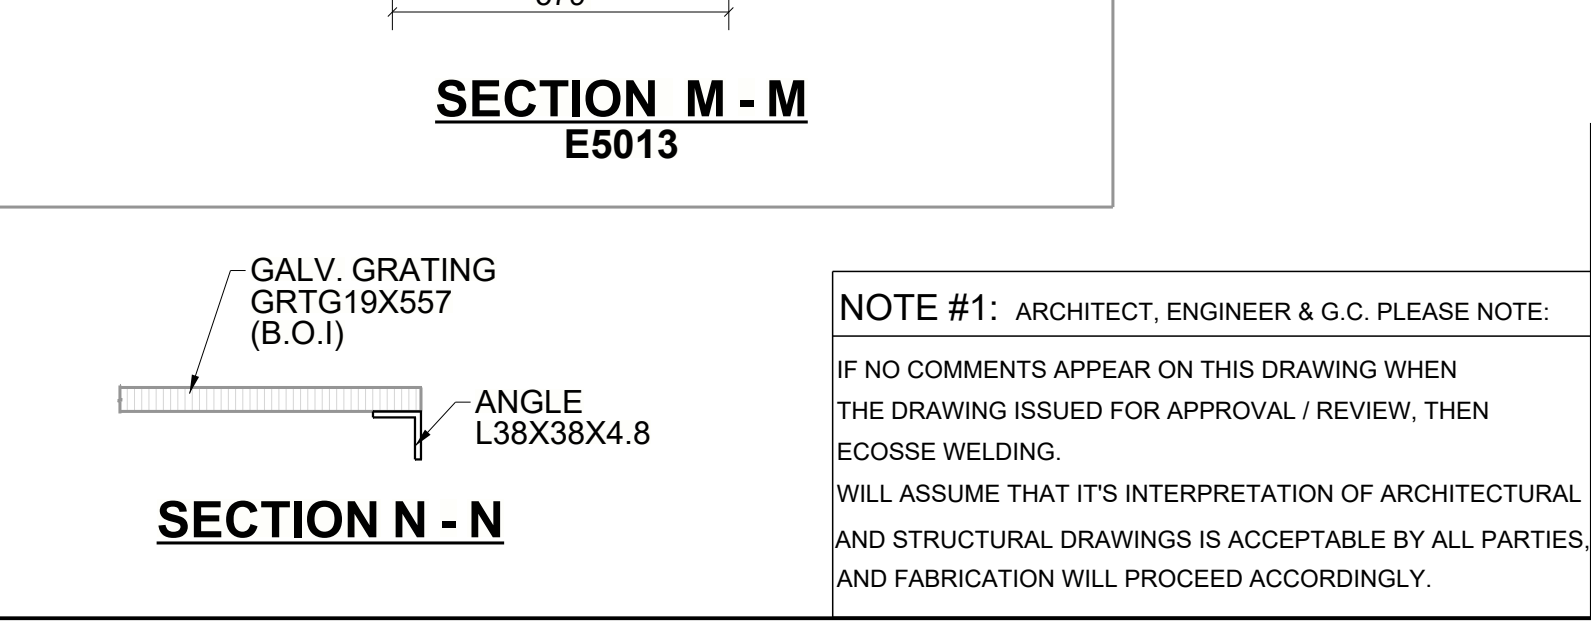 SECTION M - M
E5013
GALV. GRATING
GRTG19X557
(B.O.I)
ANGLE
L38X38X4.8
SECTION N - N
NOTE #1: ARCHITECT, ENGINEER & G.C. PLEASE NOTE:
IF NO COMMENTS APPEAR ON THIS DRAWING WHEN
THE DRAWING ISSUED FOR APPROVAL / REVIEW, THEN
ECOSSE WELDING.
WILL ASSUME THAT IT'S INTERPRETATION OF ARCHITECTURAL
AND STRUCTURAL DRAWINGS IS ACCEPTABLE BY ALL PARTIES,
AND FABRICATION WILL PROCEED ACCORDINGLY.